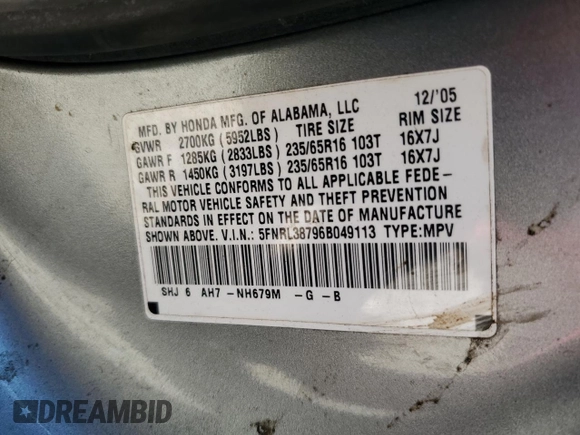 MFD. BY HONDA MFG. OF ALABAMA, LLC 12/'05
GVWR 2700KG (5952LBS) TIRE SIZE RIM SIZE
GAWR F 1285KG (2833LBS) 235/65R16 103T 16X7J
GAWR R 1450KG (3197LBS) 235/65R16 103T 16X7J
THIS VEHICLE CONFORMS TO ALL APPLICABLE FEDE-
RAL MOTOR VEHICLE SAFETY AND THEFT PREVENTION
STANDARDS IN EFFECT ON THE DATE OF MANUFACTURE
SHOWN ABOVE. V.I.N.: 5FNRL38796B049113 TYPE:MPV
SHJ 6 AH7 -NH679M -G -B
DREAMBID